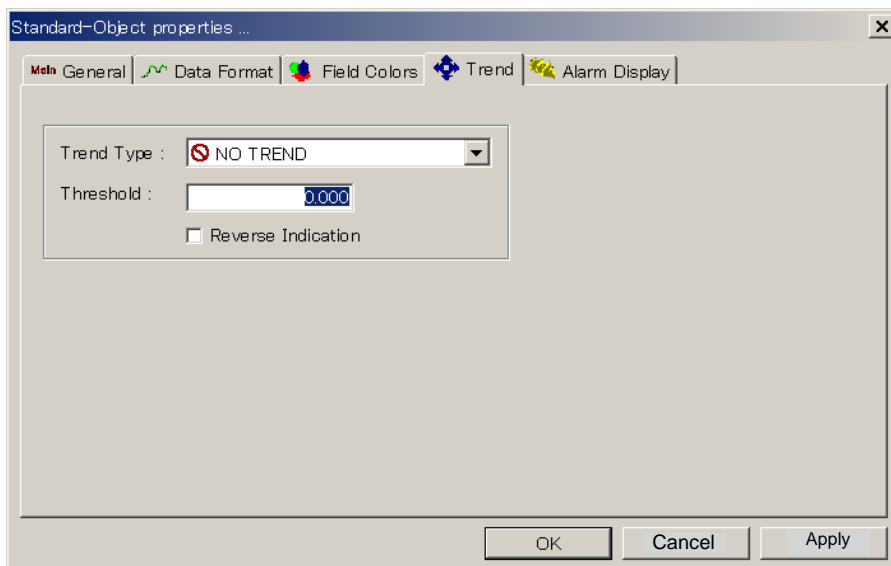 Standard-Object properties ...
Main General Data Format Field Colors Trend Alarm Display
Trend Type : NO TREND
Threshold : 0.000
Reverse Indication
OK Cancel Apply